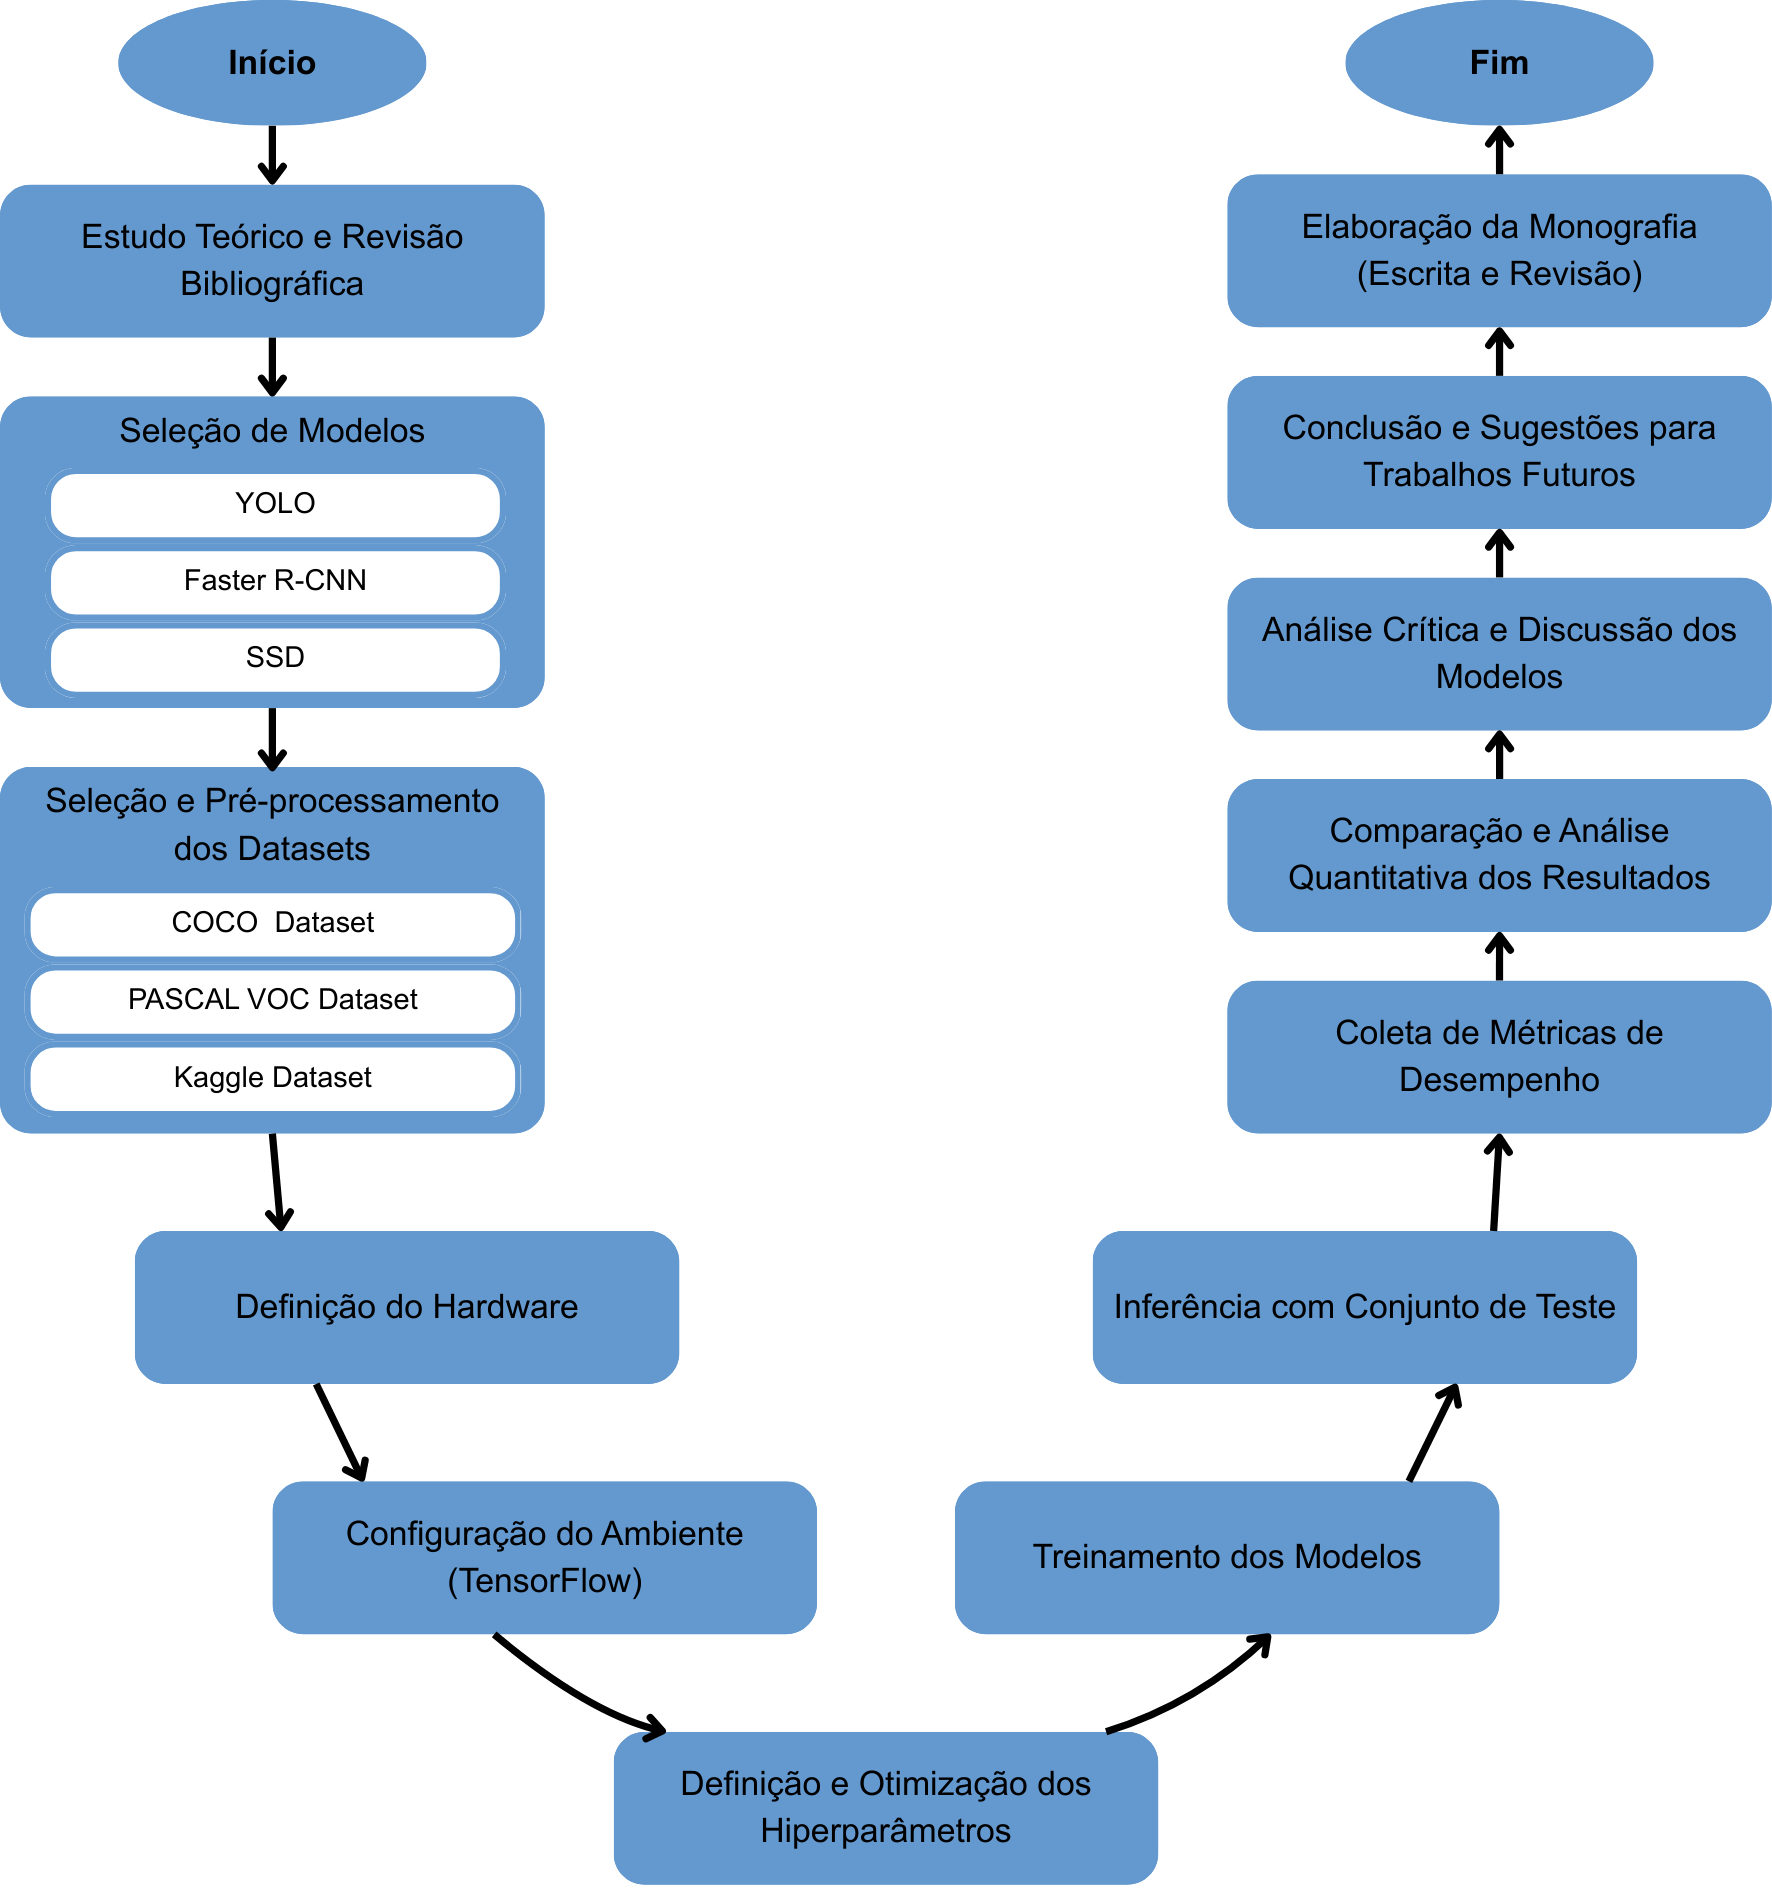 Início
Estudo Teórico e Revisão
Bibliográfica
Seleção de Modelos
YOLO
Faster R-CNN
SSD
Seleção e Pré-processamento
dos Datasets
COCO  Dataset
PASCAL VOC Dataset
Kaggle Dataset
Definição do Hardware
Configuração do Ambiente
(TensorFlow)
Definição e Otimização dos
Hiperparâmetros
Treinamento dos Modelos
Inferência com Conjunto de Teste
Coleta de Métricas de
Desempenho
Comparação e Análise
Quantitativa dos Resultados
Análise Crítica e Discussão dos
Modelos
Conclusão e Sugestões para
Trabalhos Futuros
Elaboração da Monografia
(Escrita e Revisão)
Fim